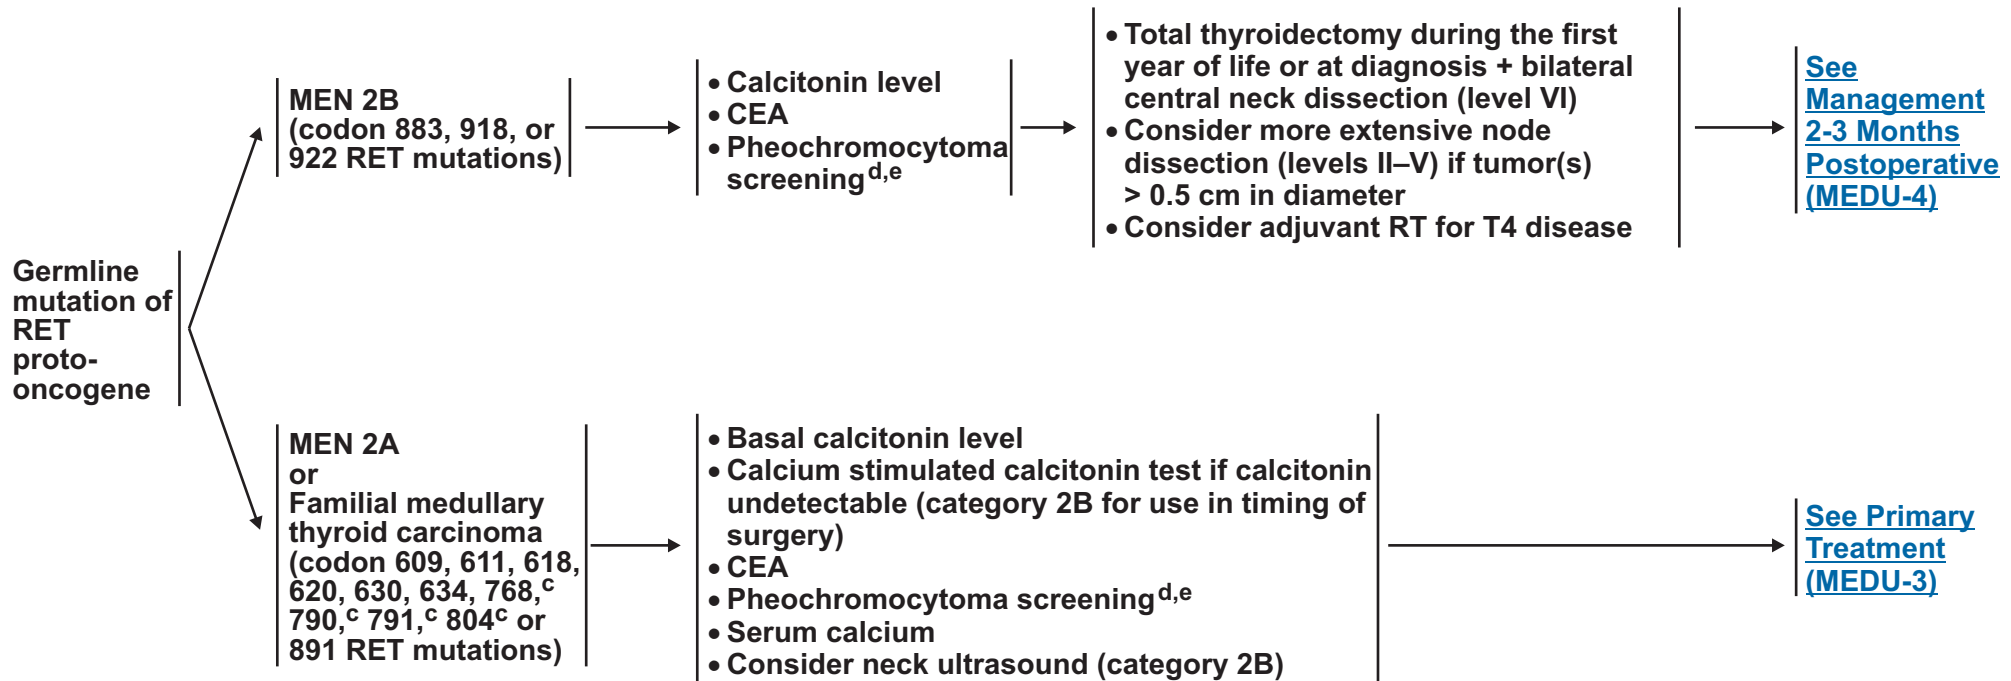 Germline
mutation of
RET
proto-
oncogene
MEN 2B
(codon 883, 918, or
922 RET mutations)
• Calcitonin level
• CEA
• Pheochromocytoma
screening d,e
• Total thyroidectomy during the first
year of life or at diagnosis + bilateral
central neck dissection (level VI)
• Consider more extensive node
dissection (levels II–V) if tumor(s)
> 0.5 cm in diameter
• Consider adjuvant RT for T4 disease
See
Management
2-3 Months
Postoperative
(MEDU-4)
MEN 2A
or
Familial medullary
thyroid carcinoma
(codon 609, 611, 618,
620, 630, 634, 768,c
790,c 791,c 804c or
891 RET mutations)
• Basal calcitonin level
• Calcium stimulated calcitonin test if calcitonin
undetectable (category 2B for use in timing of
surgery)
• CEA
• Pheochromocytoma screening d,e
• Serum calcium
• Consider neck ultrasound (category 2B)
See Primary
Treatment
(MEDU-3)